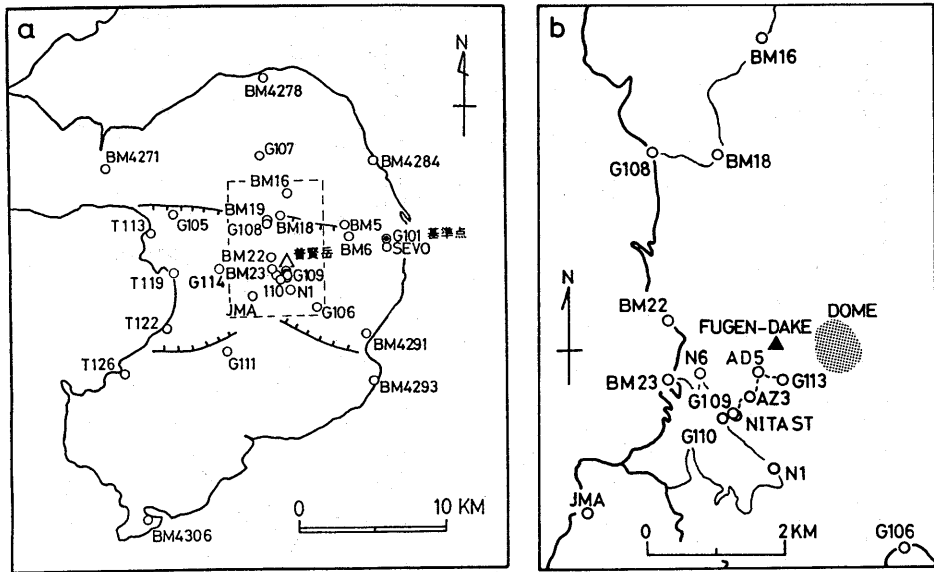 a
N
BM4278
BM4271
G107
BM4284
BM16
BM19
G108
BM18
BM5
T113
G105
G101 基準点
BM6
SEVO
BM22
普賢岳
T119
G114
BM23
G109
110
N1
JMA
G106
T122
BM4291
T126
G111
BM4293
0
10 KM
BM4306
b
BM16
G108
BM18
N
BM22
FUGEN-DAKE
DOME
N6
AD5
BM23
G113
G109
AZ3
NITA ST
G110
N1
JMA
0
2 KM
G106